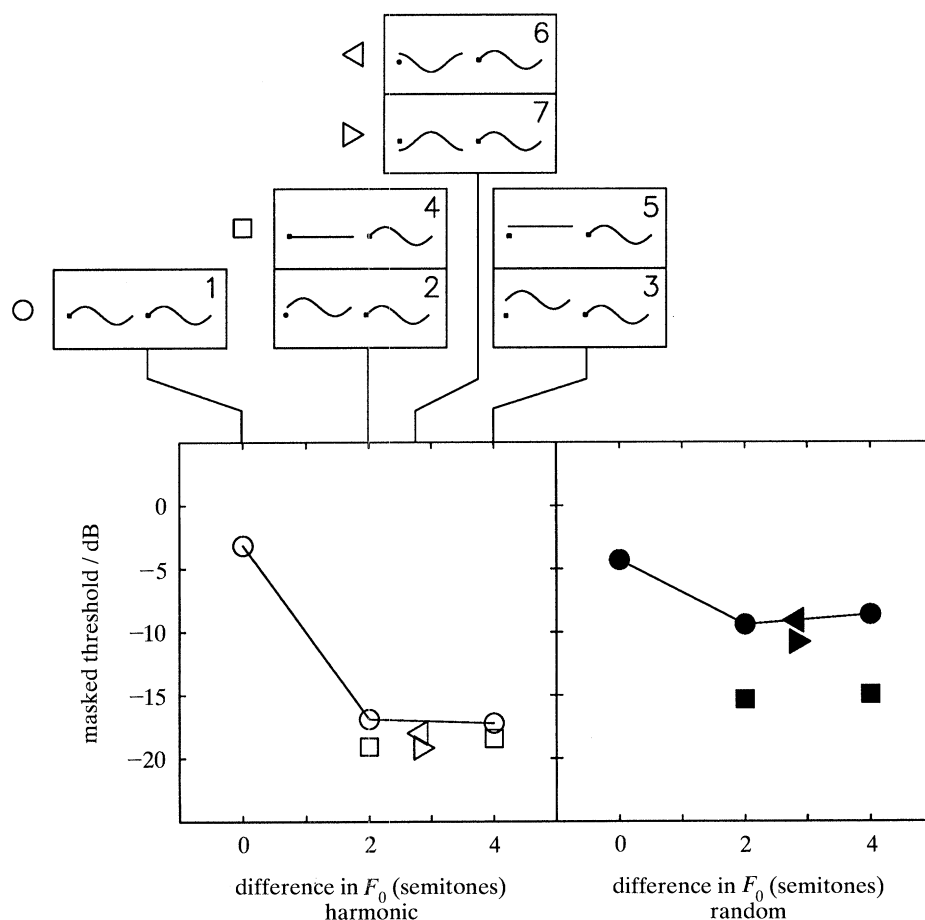 6
7
4
5
1
2
3
0
−5
−10
−15
−20
masked threshold / dB
0 2 4
0 2 4
difference in F₀ (semitones)
harmonic
difference in F₀ (semitones)
random